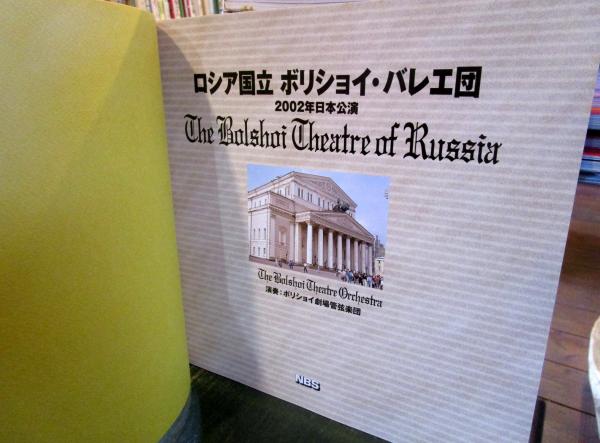 ロシア国立 ボリショイ・バレエ団
2002年日本公演
The Bolshoi Theatre of Russia
The Bolshoi Theatre Orchestra
演奏:ボリショイ劇場管弦楽団
NBS